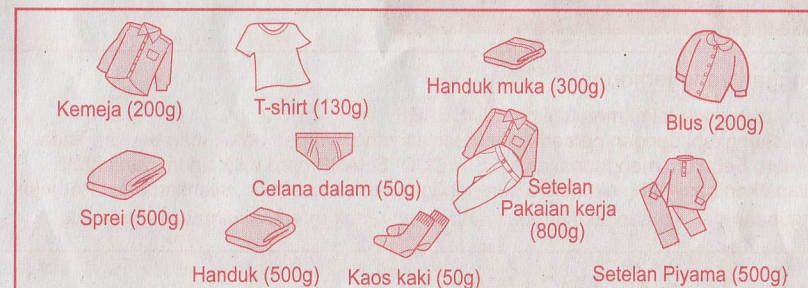 Kemeja (200g)
T-shirt (130g)
Handuk muka (300g)
Blus (200g)
Sprei (500g)
Celana dalam (50g)
Setelan
Pakaian kerja
(800g)
Handuk (500g)
Kaos kaki (50g)
Setelan Piyama (500g)